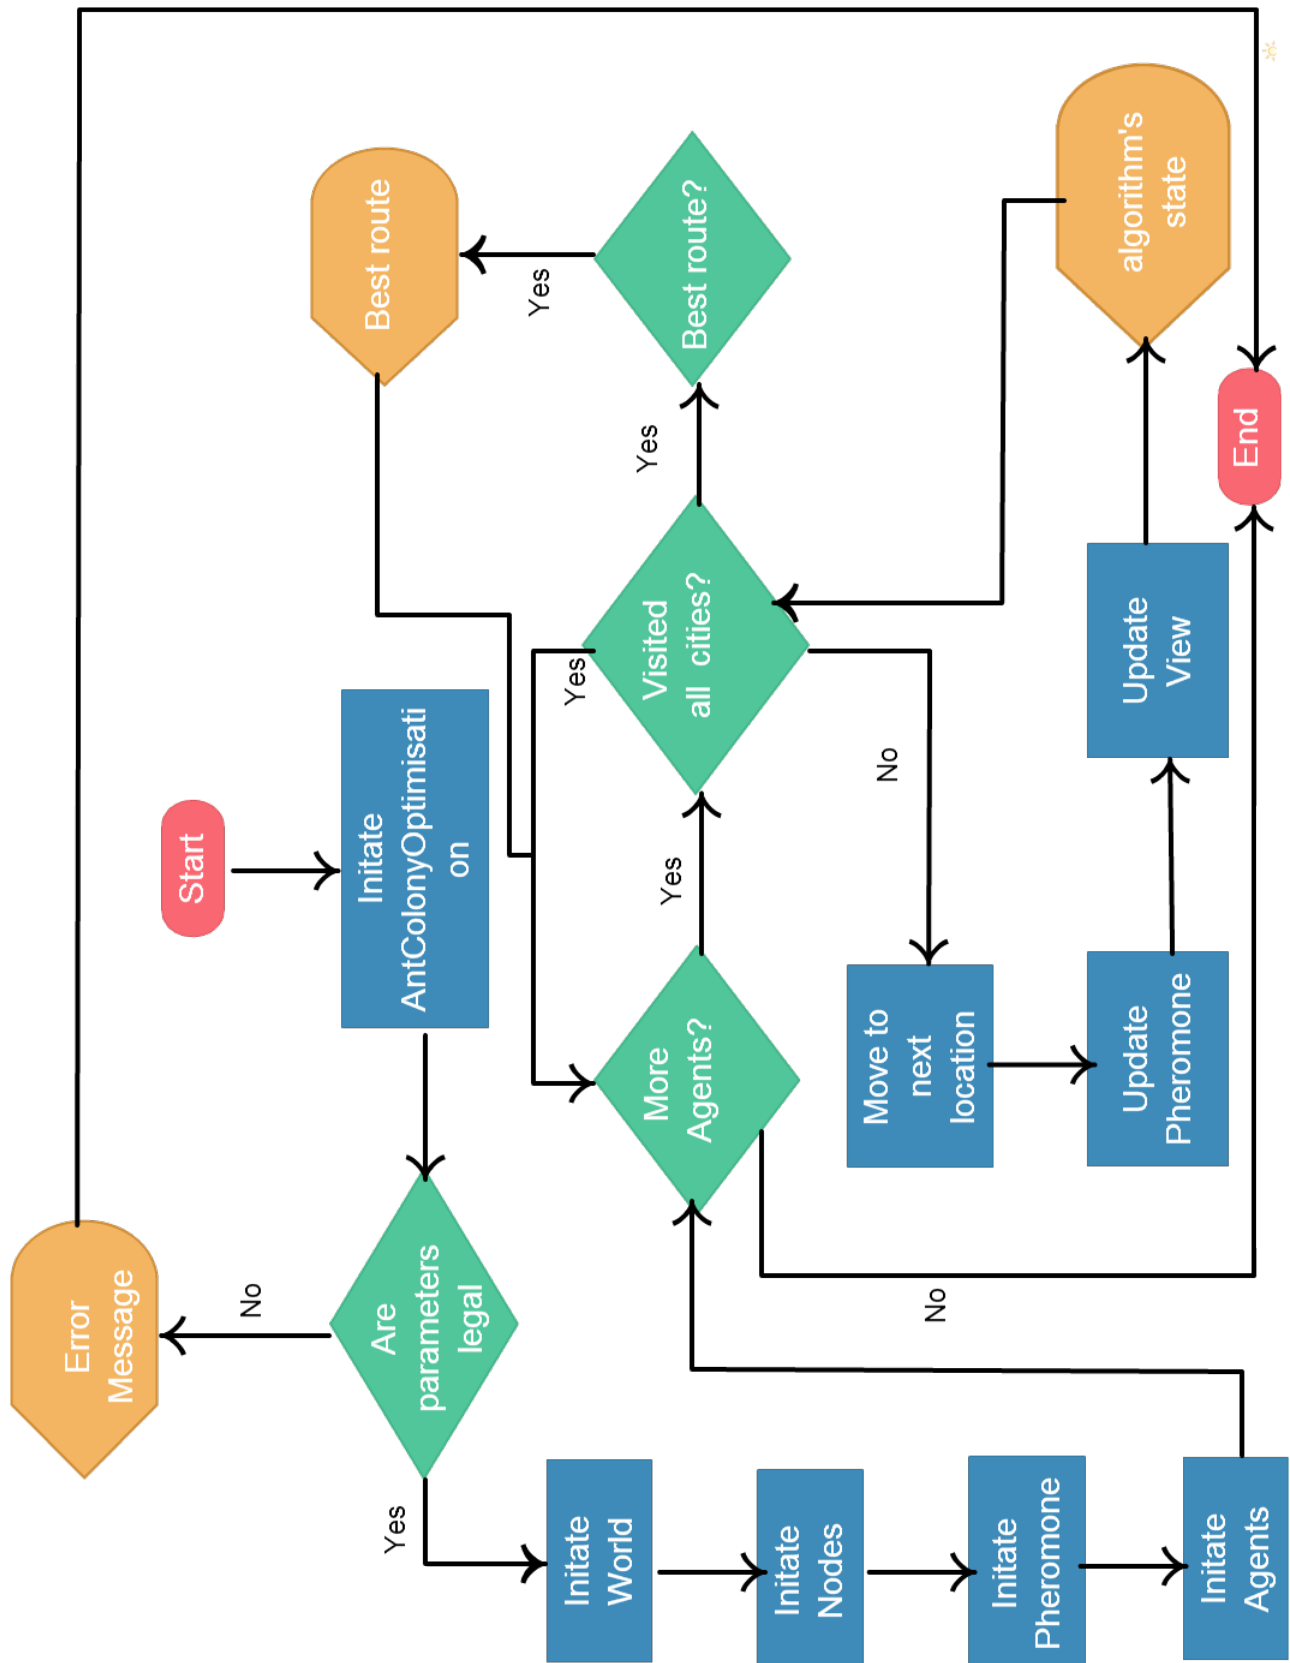 Start
Initate
AntColonyOptimisati
on
Are
parameters
legal
No
Error
Message
Yes
Initate
World
Initate
Nodes
Initate
Pheromone
Initate
Agents
More
Agents?
No
Yes
Visited
all cities?
Yes
Yes
Best route?
Yes
Best route
No
Move to
next
location
Update
Pheromone
Update
View
algorithm's
state
End